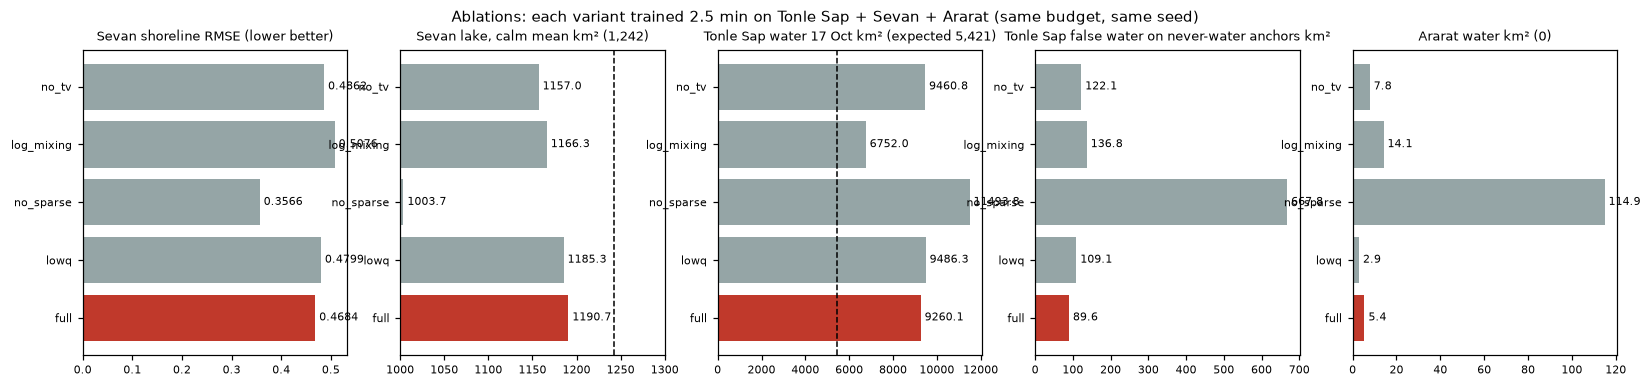 Ablations: each variant trained 2.5 min on Tonle Sap + Sevan + Ararat (same budget, same seed)
Sevan shoreline RMSE (lower better)
no_tv
0.4862
log_mixing
0.5076
no_sparse
0.3566
lowq
0.4799
full
0.4684
0.0 0.1 0.2 0.3 0.4 0.5
Sevan lake, calm mean km² (1,242)
no_tv
1157.0
log_mixing
1166.3
no_sparse
1003.7
lowq
1185.3
full
1190.7
1000 1050 1100 1150 1200 1250 1300
Tonle Sap water 17 Oct km² (expected 5,421)
no_tv
9460.8
log_mixing
6752.0
no_sparse
11493.8
lowq
9486.3
full
9260.1
0 2000 4000 6000 8000 10000 12000
Tonle Sap false water on never-water anchors km²
no_tv
122.1
log_mixing
136.8
no_sparse
667.8
lowq
109.1
full
89.6
0 100 200 300 400 500 600 700
Ararat water km² (0)
no_tv
7.8
log_mixing
14.1
no_sparse
114.9
lowq
2.9
full
5.4
0 20 40 60 80 100 120